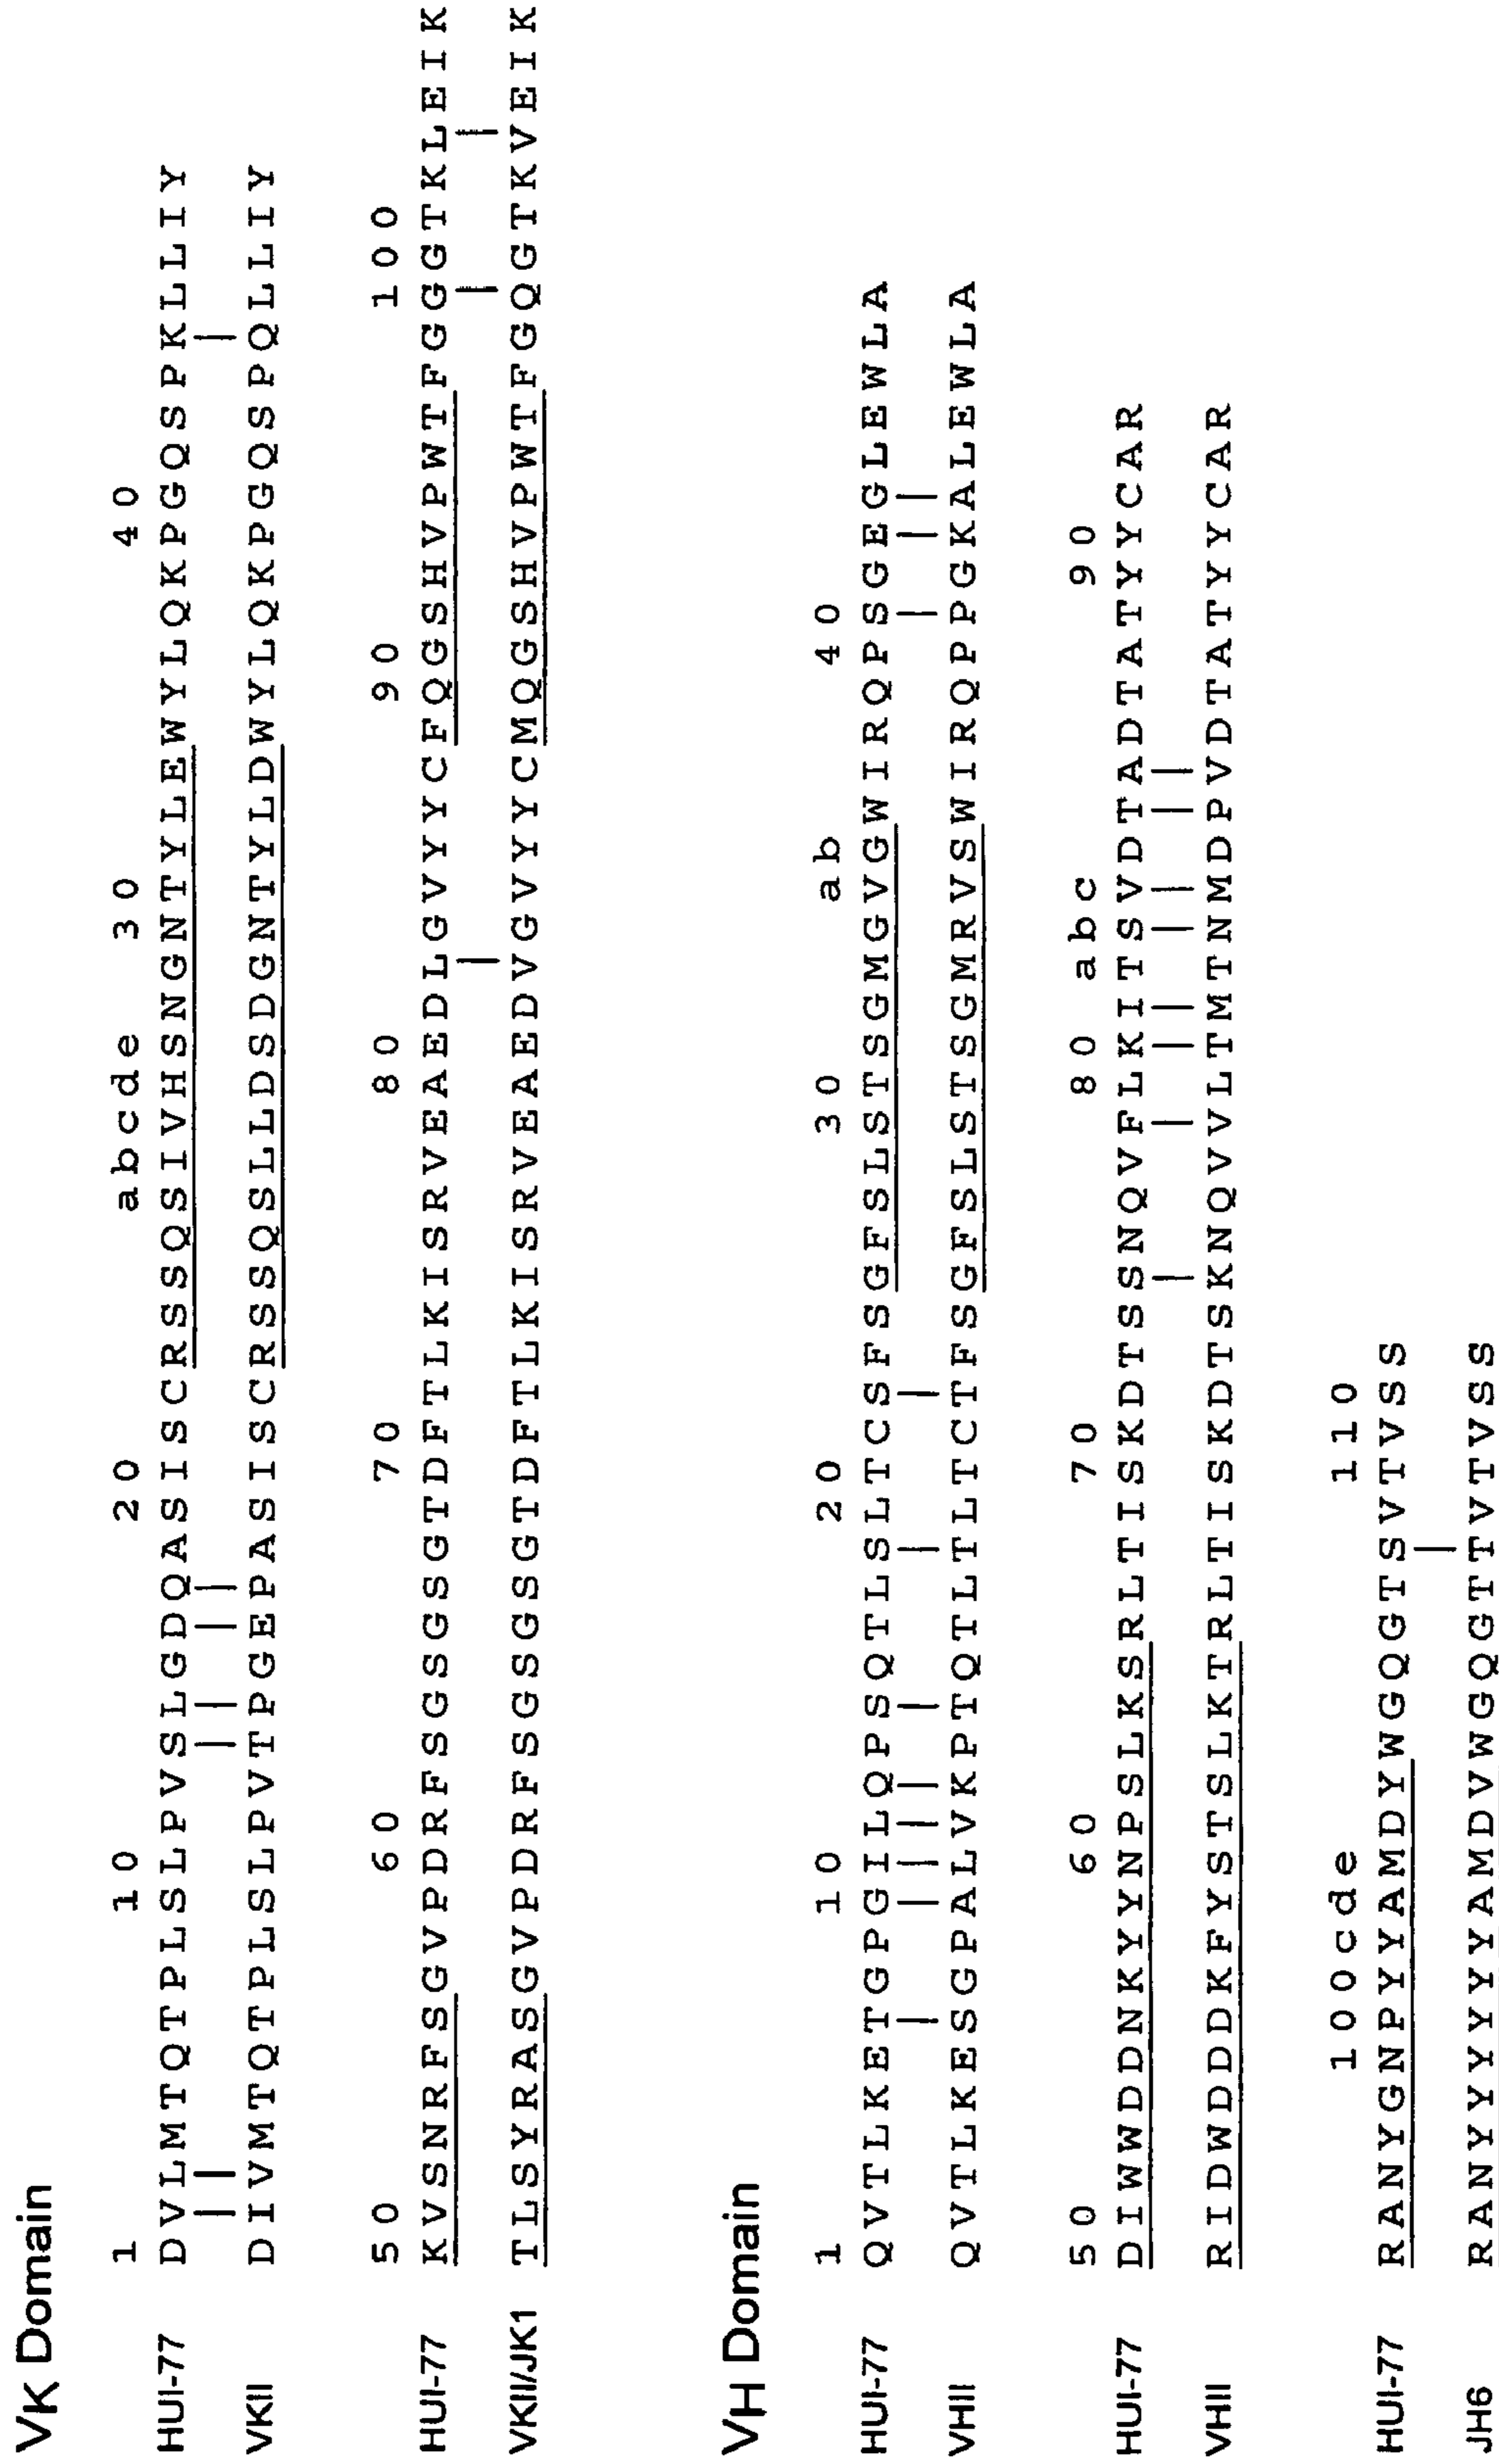 VK Domain
1 10 20 abcde 30 40
HUI-77 DVLMTQTPLSLPVSLGDQASISCRSSQSIVHSNGNTYLEWYLQKPGQSPKLLIY
VKII DIVMTQTPLSLPVTPGEPASISCRSSQSLLDSDGNTYLDWYLQKPGQSPQLLIY
50 60 70 80 90 100
HUI-77 KVSNRFSGVPDRFSGSGSGTDFTLKISRVEAEDLGVYYCFQGSHVPWTFGGGTKLEIK
VKII/JK1 TLSYRASGVPDRFSGSGSGTDFTLKISRVEAEDVGVYYCMQGSHVPWTFGQGTKVEIK
VH Domain
1 10 20 30 ab 40
HUI-77 QVTLKETGPGILQPSQTLSLTCSFSGFSLSTSGMGVGWIRQPSGEGLEWLA
VHII QVTLKESGPALVKPTQTLTLTCTFSGFSLSTSGMRVSWIRQPPGKALEWLA
50 60 70 80 abc 90
HUI-77 DIWWDDNKYYNPSLKSRLTISKDTSSNQVFLKITSVDTADTATYYCAR
VHII RIDWDDDKFYSTSLKTRLTISKDTSKNQVVLTMTNMDPVDTATYYCAR
100cde 110
HUI-77 RANYGNPYYAMDYWGQGTSVTVSS
JH6 RANYYYYYYAMDVWGQGTTVTVSS